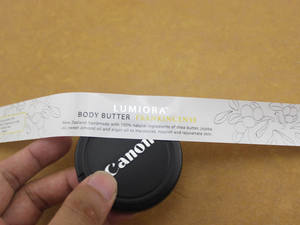 LUMIORA
BODY BUTTER FRANKINCENSE
New Zealand handmade with 100% natural ingredients of shea butter, jojoba
oil, sweet almond oil and argan oil to moisturize, nourish and rejuvenate skin.
Canon